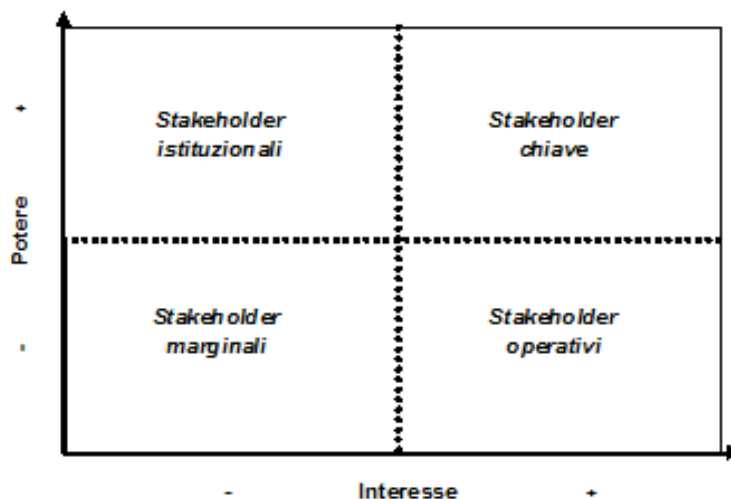 +
Stakeholder
istituzionali
Stakeholder
chiave
Potere
-
Stakeholder
marginali
Stakeholder
operativi
-
Interesse
+